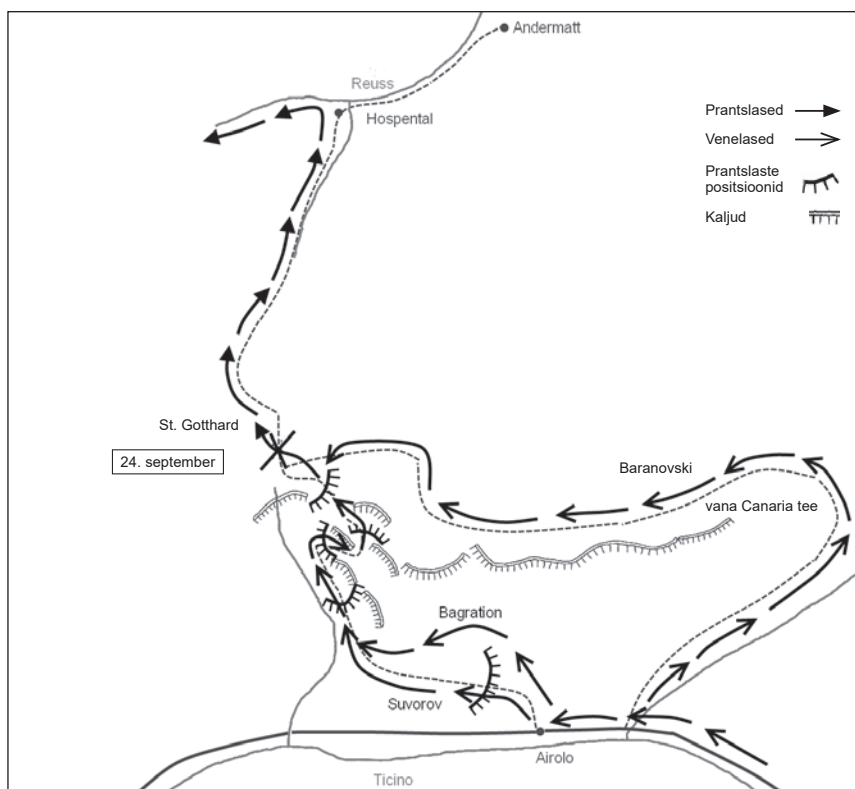 Andermatt
Reuss
Hospental
Prantslased
Venelased
Prantslaste
positsioonid
Kaljud
St. Gotthard
24. september
Baranovski
vana Canaria tee
Bagration
Suvorov
Airolo
Ticino